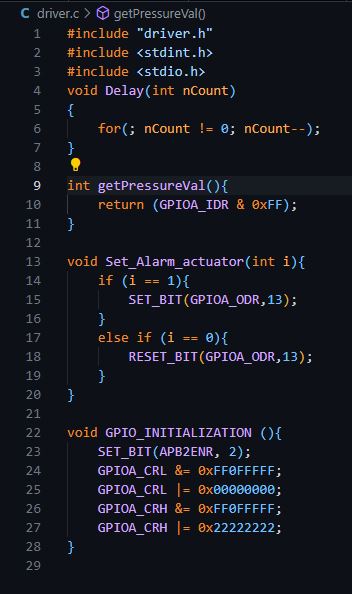 driver.c > getPressureVal()
1 #include "driver.h"
2 #include <stdint.h>
3 #include <stdio.h>
4 void Delay(int nCount)
5 {
6     for(; nCount != 0; nCount--);
7 }
8
9 int getPressureVal(){
10     return (GPIOA_IDR & 0xFF);
11 }
12
13 void Set_Alarm_actuator(int i){
14     if (i == 1){
15         SET_BIT(GPIOA_ODR,13);
16     }
17     else if (i == 0){
18         RESET_BIT(GPIOA_ODR,13);
19     }
20 }
21
22 void GPIO_INITIALIZATION (){
23     SET_BIT(APB2ENR, 2);
24     GPIOA_CRL &= 0xFF0FFFFF;
25     GPIOA_CRL |= 0x00000000;
26     GPIOA_CRH &= 0xFF0FFFFF;
27     GPIOA_CRH |= 0x22222222;
28 }
29